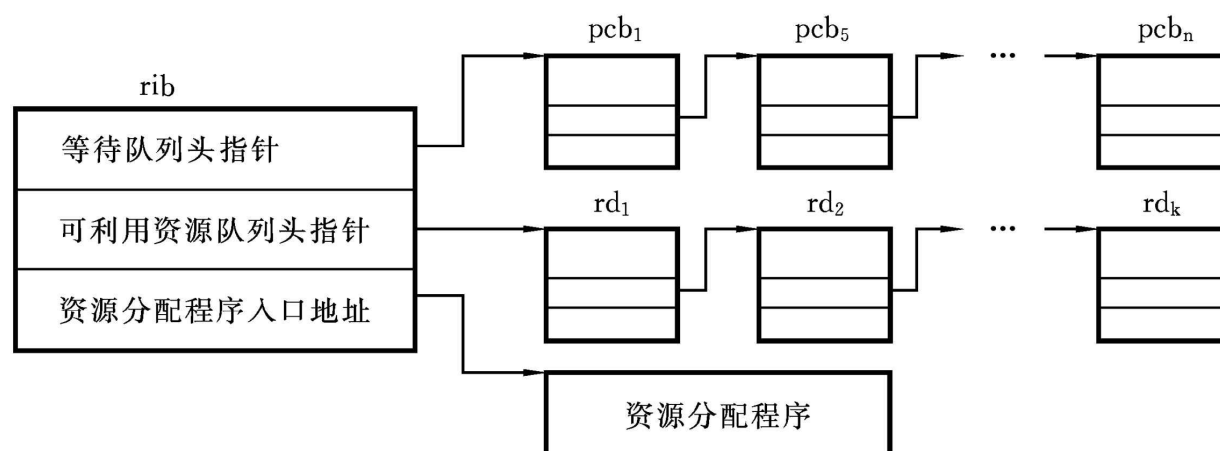 pcb₁ pcb₅ ··· pcbₙ
rib
等待队列头指针
可利用资源队列头指针
资源分配程序入口地址
rd₁ rd₂ ··· rdₖ
资源分配程序